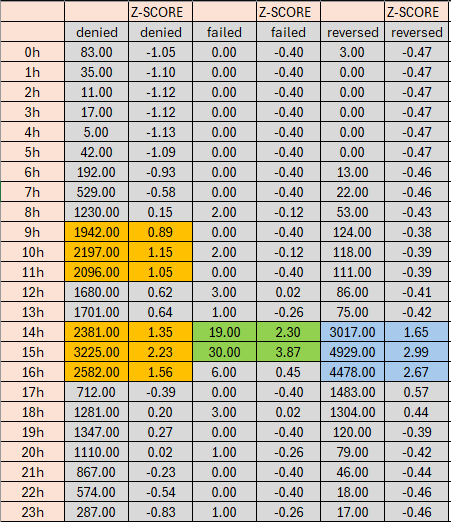 Z-SCORE Z-SCORE Z-SCORE
denied denied failed failed reversed reversed
0h 83.00 -1.05 0.00 -0.40 3.00 -0.47
1h 35.00 -1.10 0.00 -0.40 0.00 -0.47
2h 11.00 -1.12 0.00 -0.40 0.00 -0.47
3h 17.00 -1.12 0.00 -0.40 0.00 -0.47
4h 5.00 -1.13 0.00 -0.40 0.00 -0.47
5h 42.00 -1.09 0.00 -0.40 0.00 -0.47
6h 192.00 -0.93 0.00 -0.40 13.00 -0.46
7h 529.00 -0.58 0.00 -0.40 22.00 -0.46
8h 1230.00 0.15 2.00 -0.12 53.00 -0.43
9h 1942.00 0.89 0.00 -0.40 124.00 -0.38
10h 2197.00 1.15 2.00 -0.12 118.00 -0.39
11h 2096.00 1.05 0.00 -0.40 111.00 -0.39
12h 1680.00 0.62 3.00 0.02 86.00 -0.41
13h 1701.00 0.64 1.00 -0.26 75.00 -0.42
14h 2381.00 1.35 19.00 2.30 3017.00 1.65
15h 3225.00 2.23 30.00 3.87 4929.00 2.99
16h 2582.00 1.56 6.00 0.45 4478.00 2.67
17h 712.00 -0.39 0.00 -0.40 1483.00 0.57
18h 1281.00 0.20 3.00 0.02 1304.00 0.44
19h 1347.00 0.27 0.00 -0.40 120.00 -0.39
20h 1110.00 0.02 1.00 -0.26 79.00 -0.42
21h 867.00 -0.23 0.00 -0.40 46.00 -0.44
22h 574.00 -0.54 0.00 -0.40 18.00 -0.46
23h 287.00 -0.83 1.00 -0.26 17.00 -0.46